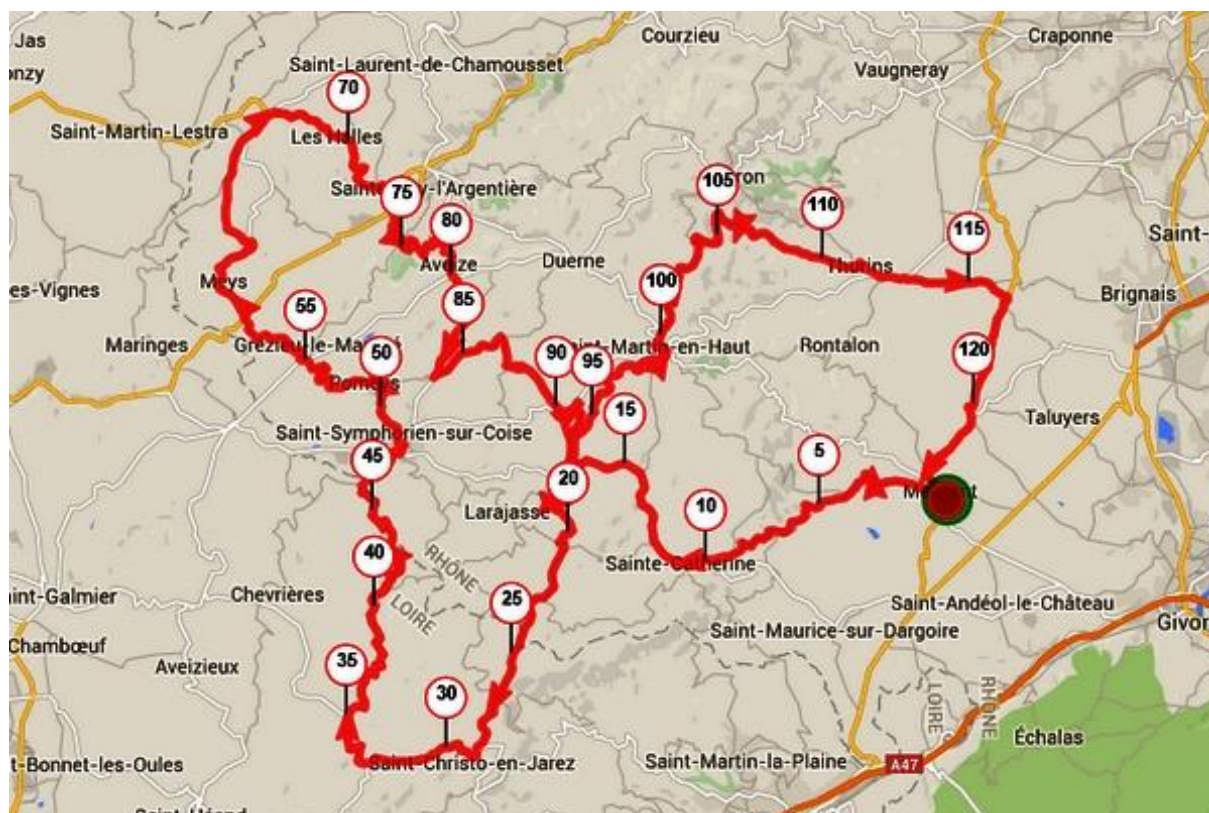 Jas
Courzieu
Craponne
Saint-Laurent-de-Chamousset
Vaugneray
70
Saint-Martin-Lestra
Les Halles
105
110
75
80
115
Saint-
Thurins
Duerne
Meys
Aveize
100
es-Vignes
55
85
Brignais
Maringes
50
90
95
Rontalon
120
15
Taluyers
Saint-Symphorien-sur-Coise
45
5
20
Larajasse
10
40
RHÔNE
Sainte-Catherine
LOIRE
25
Chevrières
Saint-Andéol-le-Château
Givor
Saint-Maurice-sur-Dargoire
Chambœuf
35
Aveizieux
30
LOIRE
RHÔNE
Échalas
t-Bonnet-les-Oules
Saint-Christo-en-Jarez
Saint-Martin-la-Plaine
A47